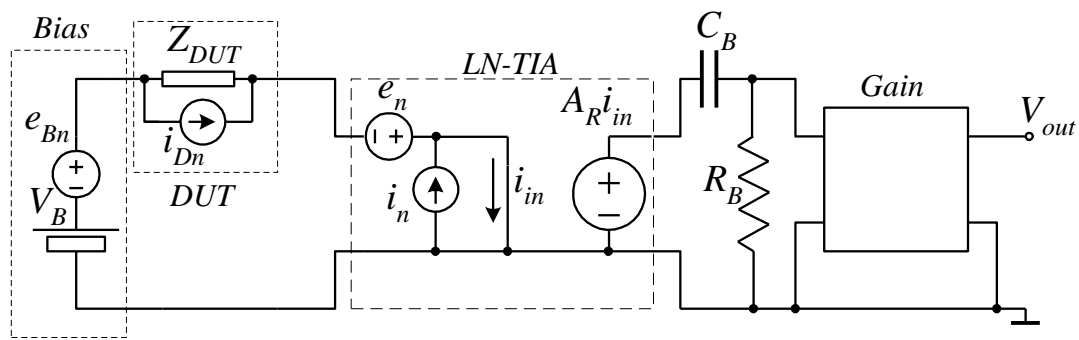 Bias
Z_DUT
LN-TIA
C_B
Gain
e_n
A_R i_in
V_out
e_Bn
i_Dn
DUT
V_B
i_n
i_in
R_B